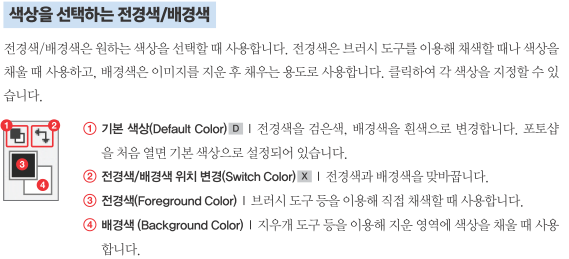 색상을 선택하는 전경색/배경색
전경색/배경색은 원하는 색상을 선택할 때 사용합니다. 전경색은 브러시 도구를 이용해 채색할 때나 색상을
채울 때 사용하고, 배경색은 이미지를 지운 후 채우는 용도로 사용합니다. 클릭하여 각 색상을 지정할 수 있
습니다.
1 2
3
4
① 기본 색상(Default Color) D | 전경색을 검은색, 배경색을 흰색으로 변경합니다. 포토샵
을 처음 열면 기본 색상으로 설정되어 있습니다.
② 전경색/배경색 위치 변경(Switch Color) X | 전경색과 배경색을 맞바꿉니다.
③ 전경색(Foreground Color) | 브러시 도구 등을 이용해 직접 채색할 때 사용합니다.
④ 배경색 (Background Color) | 지우개 도구 등을 이용해 지운 영역에 색상을 채울 때 사용
합니다.